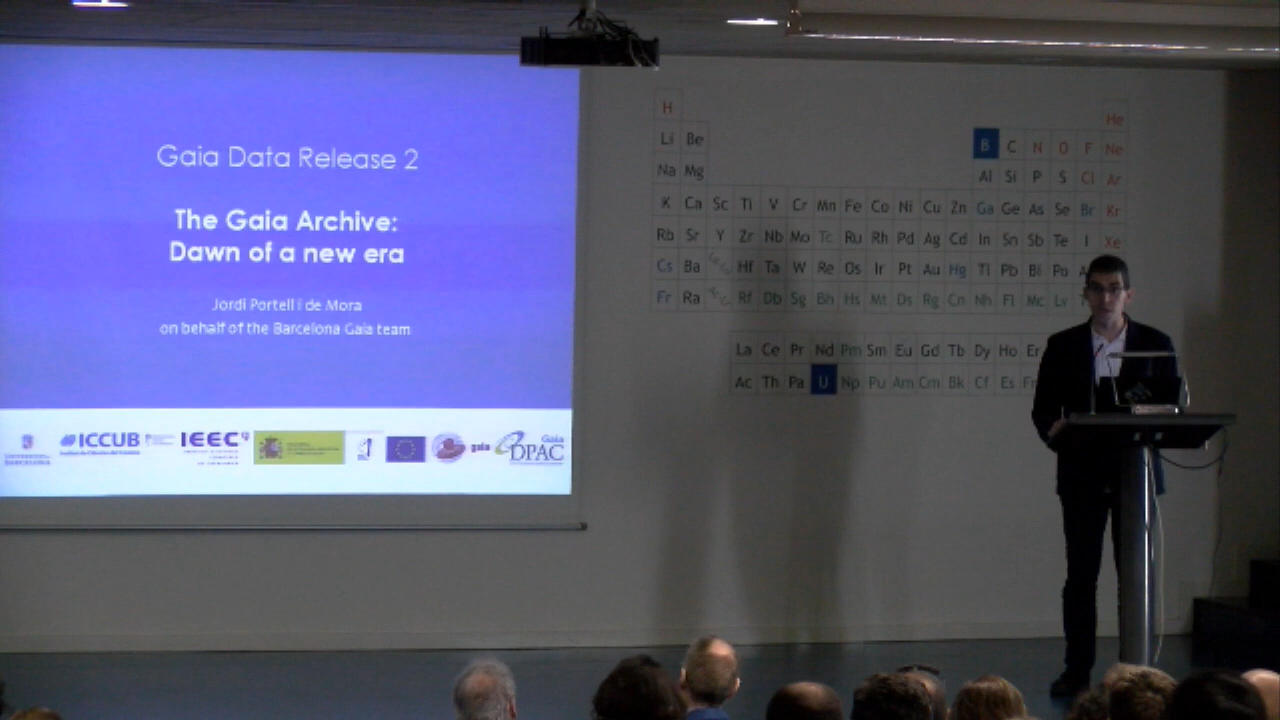 Gaia Data Release 2
The Gaia Archive:
Dawn of a new era
Jordi Portell i de Mora
on behalf of the Barcelona Gaia team
ICCUB
IEEC
gaia
Gaia
DPAC
H He
Li Be B C N O F Ne
Na Mg Al Si P S Cl Ar
K Ca Sc Ti V Cr Mn Fe Co Ni Cu Zn Ga Ge As Se Br Kr
Rb Sr Y Zr Nb Mo Tc Ru Rh Pd Ag Cd In Sn Sb Te I Xe
Cs Ba Hf Ta W Re Os Ir Pt Au Hg Tl Pb Bi Po
Fr Ra Rf Db Sg Bh Hs Mt Ds Rg Cn Nh Fl Mc Lv
La Ce Pr Nd Pm Sm Eu Gd Tb Dy Ho Er
Ac Th Pa U Np Pu Am Cm Bk Cf Es